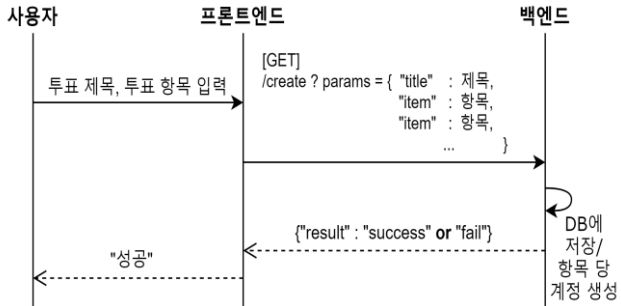 사용자
프론트엔드
백엔드
투표 제목, 투표 항목 입력
[GET]
/create ? params = { "title" : 제목,
"item" : 항목,
"item" : 항목,
... }
DB에
저장/
항목 당
계정 생성
{"result" : "success" or "fail"}
"성공"